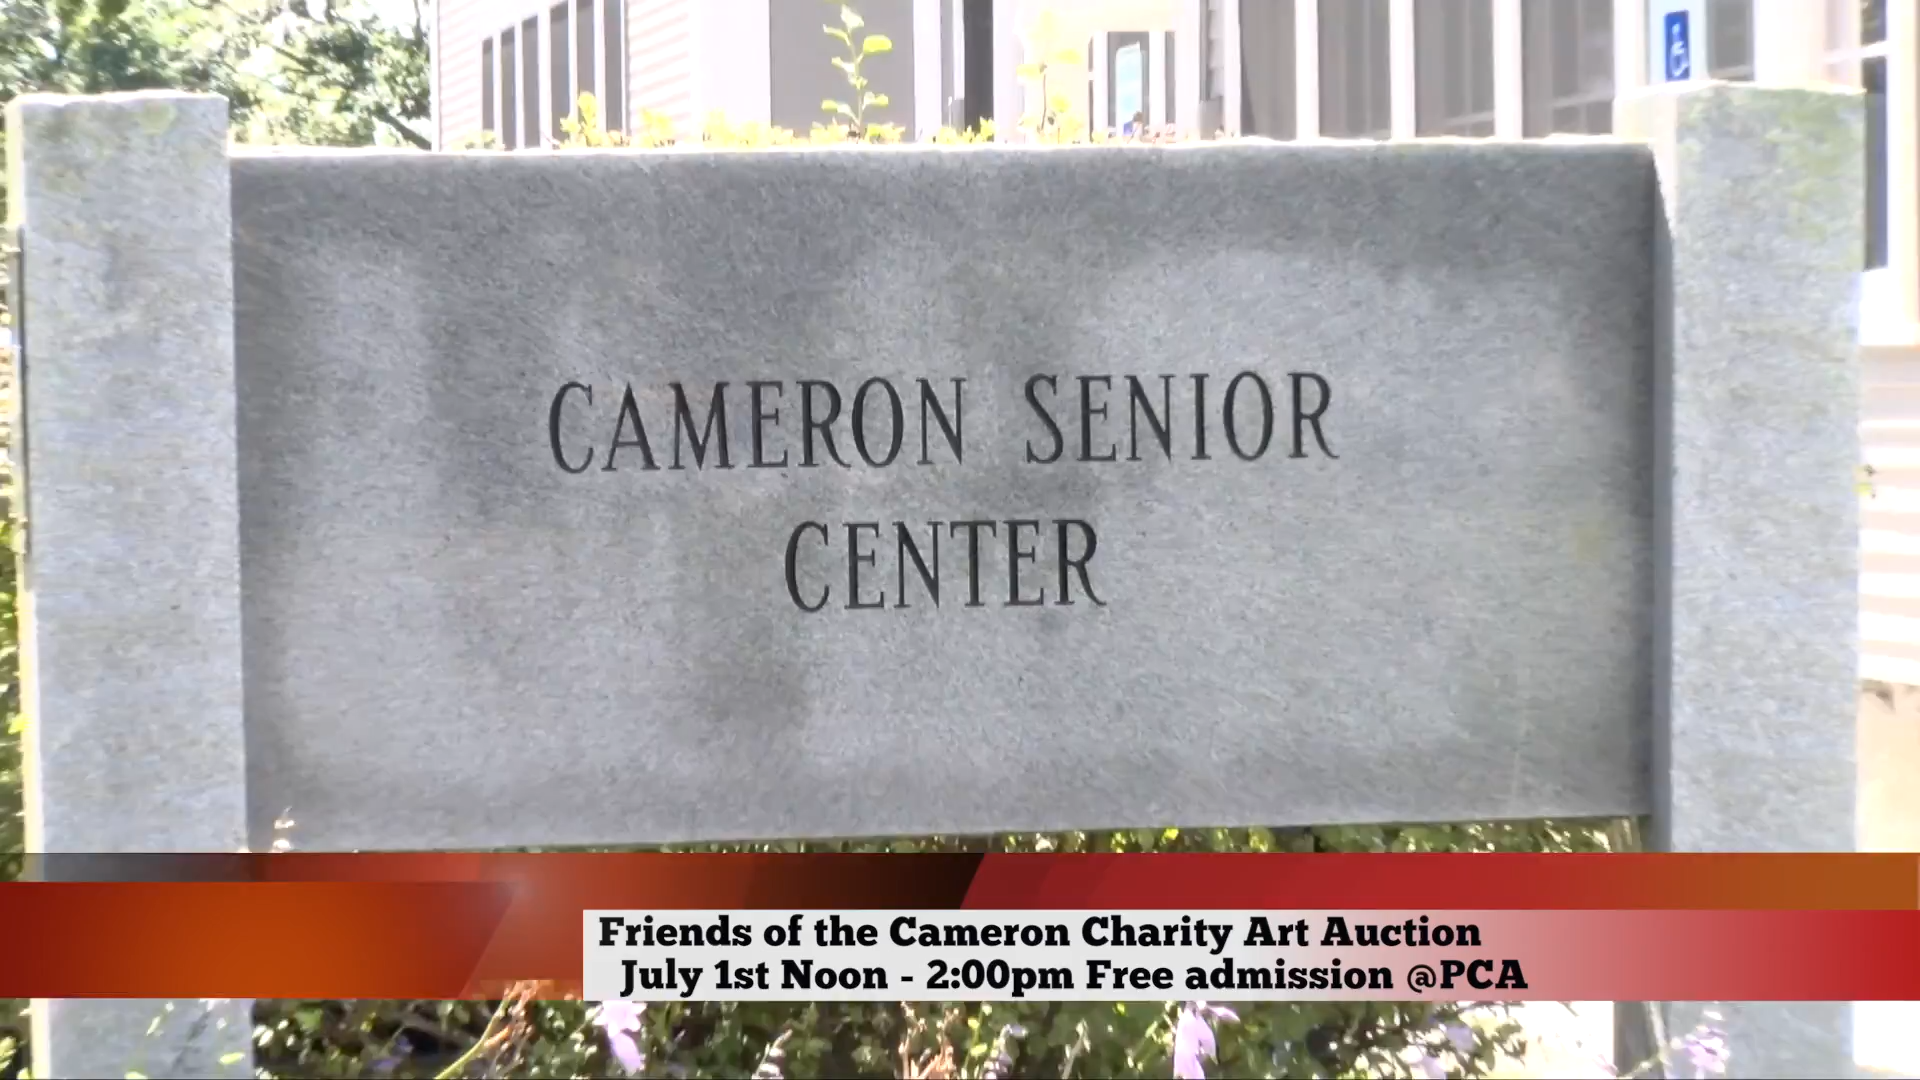 CAMERON SENIOR
CENTER
Friends of the Cameron Charity Art Auction
July 1st Noon - 2:00pm Free admission @PCA